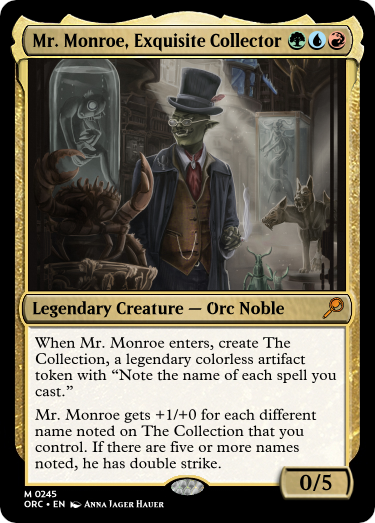 Mr. Monroe, Exquisite Collector
Legendary Creature — Orc Noble
When Mr. Monroe enters, create The
Collection, a legendary colorless artifact
token with “Note the name of each spell you
cast.”
Mr. Monroe gets +1/+0 for each different
name noted on The Collection that you
control. If there are five or more names
noted, he has double strike.
0/5
M 0245
ORC • EN Anna Jager Hauer